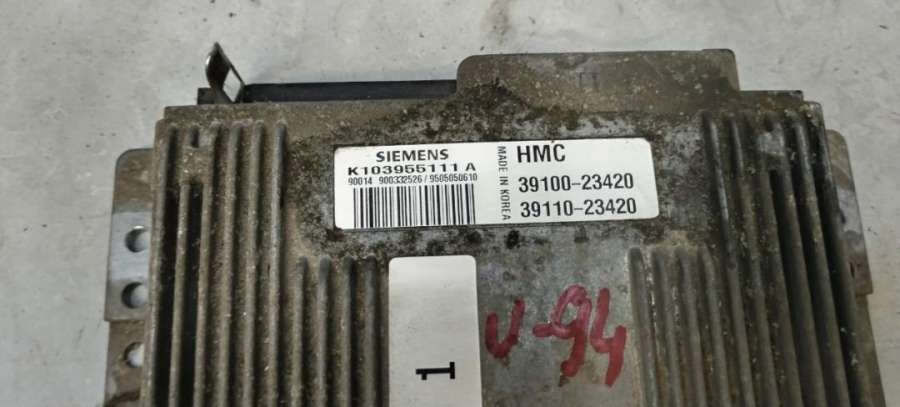 SIEMENS
K103955111 A
90014 900332526 / 9505050610
MADE IN KOREA
HMC
39100-23420
39110-23420
1
V-94